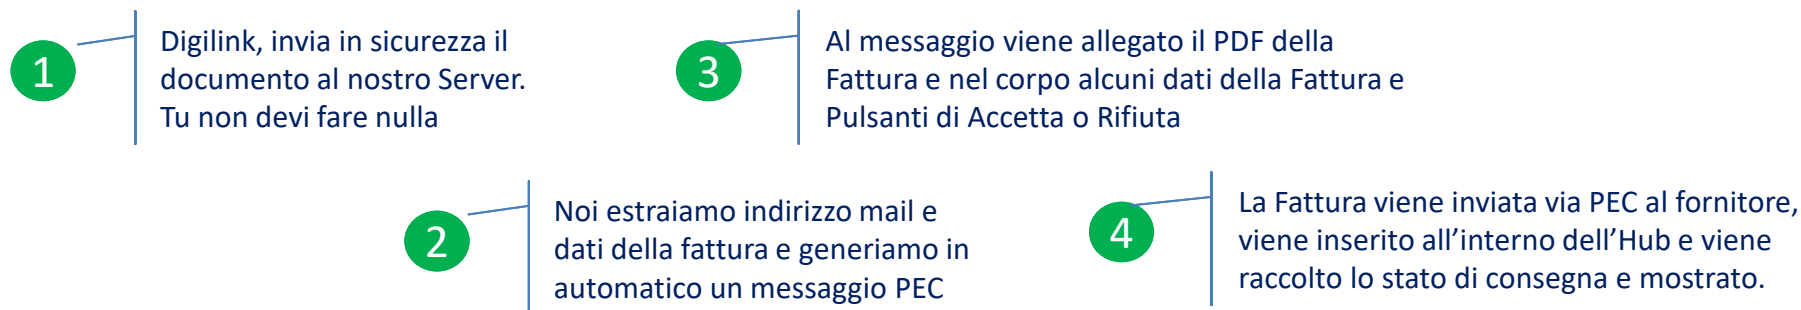 1
Digilink, invia in sicurezza il
documento al nostro Server.
Tu non devi fare nulla
2
Noi estraiamo indirizzo mail e
dati della fattura e generiamo in
automatico un messaggio PEC
3
Al messaggio viene allegato il PDF della
Fattura e nel corpo alcuni dati della Fattura e
Pulsanti di Accetta o Rifiuta
4
La Fattura viene inviata via PEC al fornitore,
viene inserito all’interno dell’Hub e viene
raccolto lo stato di consegna e mostrato.